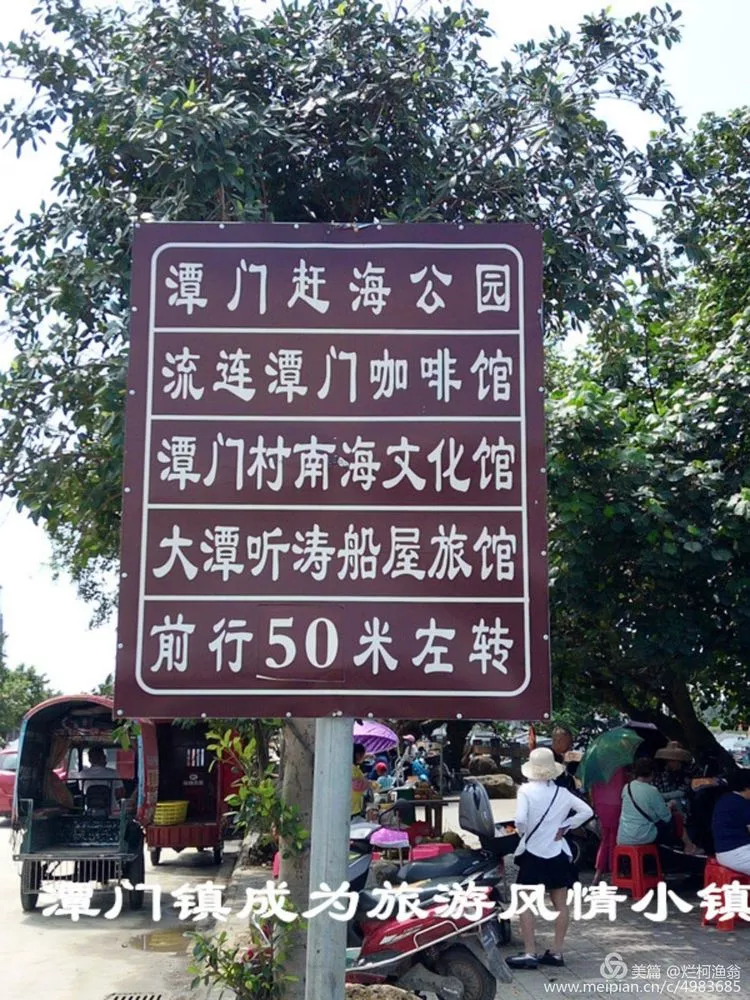 潭门赶海公园
流连潭门咖啡馆
潭门村南海文化馆
大潭听涛船屋旅馆
前行50米左转
潭门镇成为旅游风情小镇
美篇 @烂柯渔翁
www.meipian.cn/c/4983685